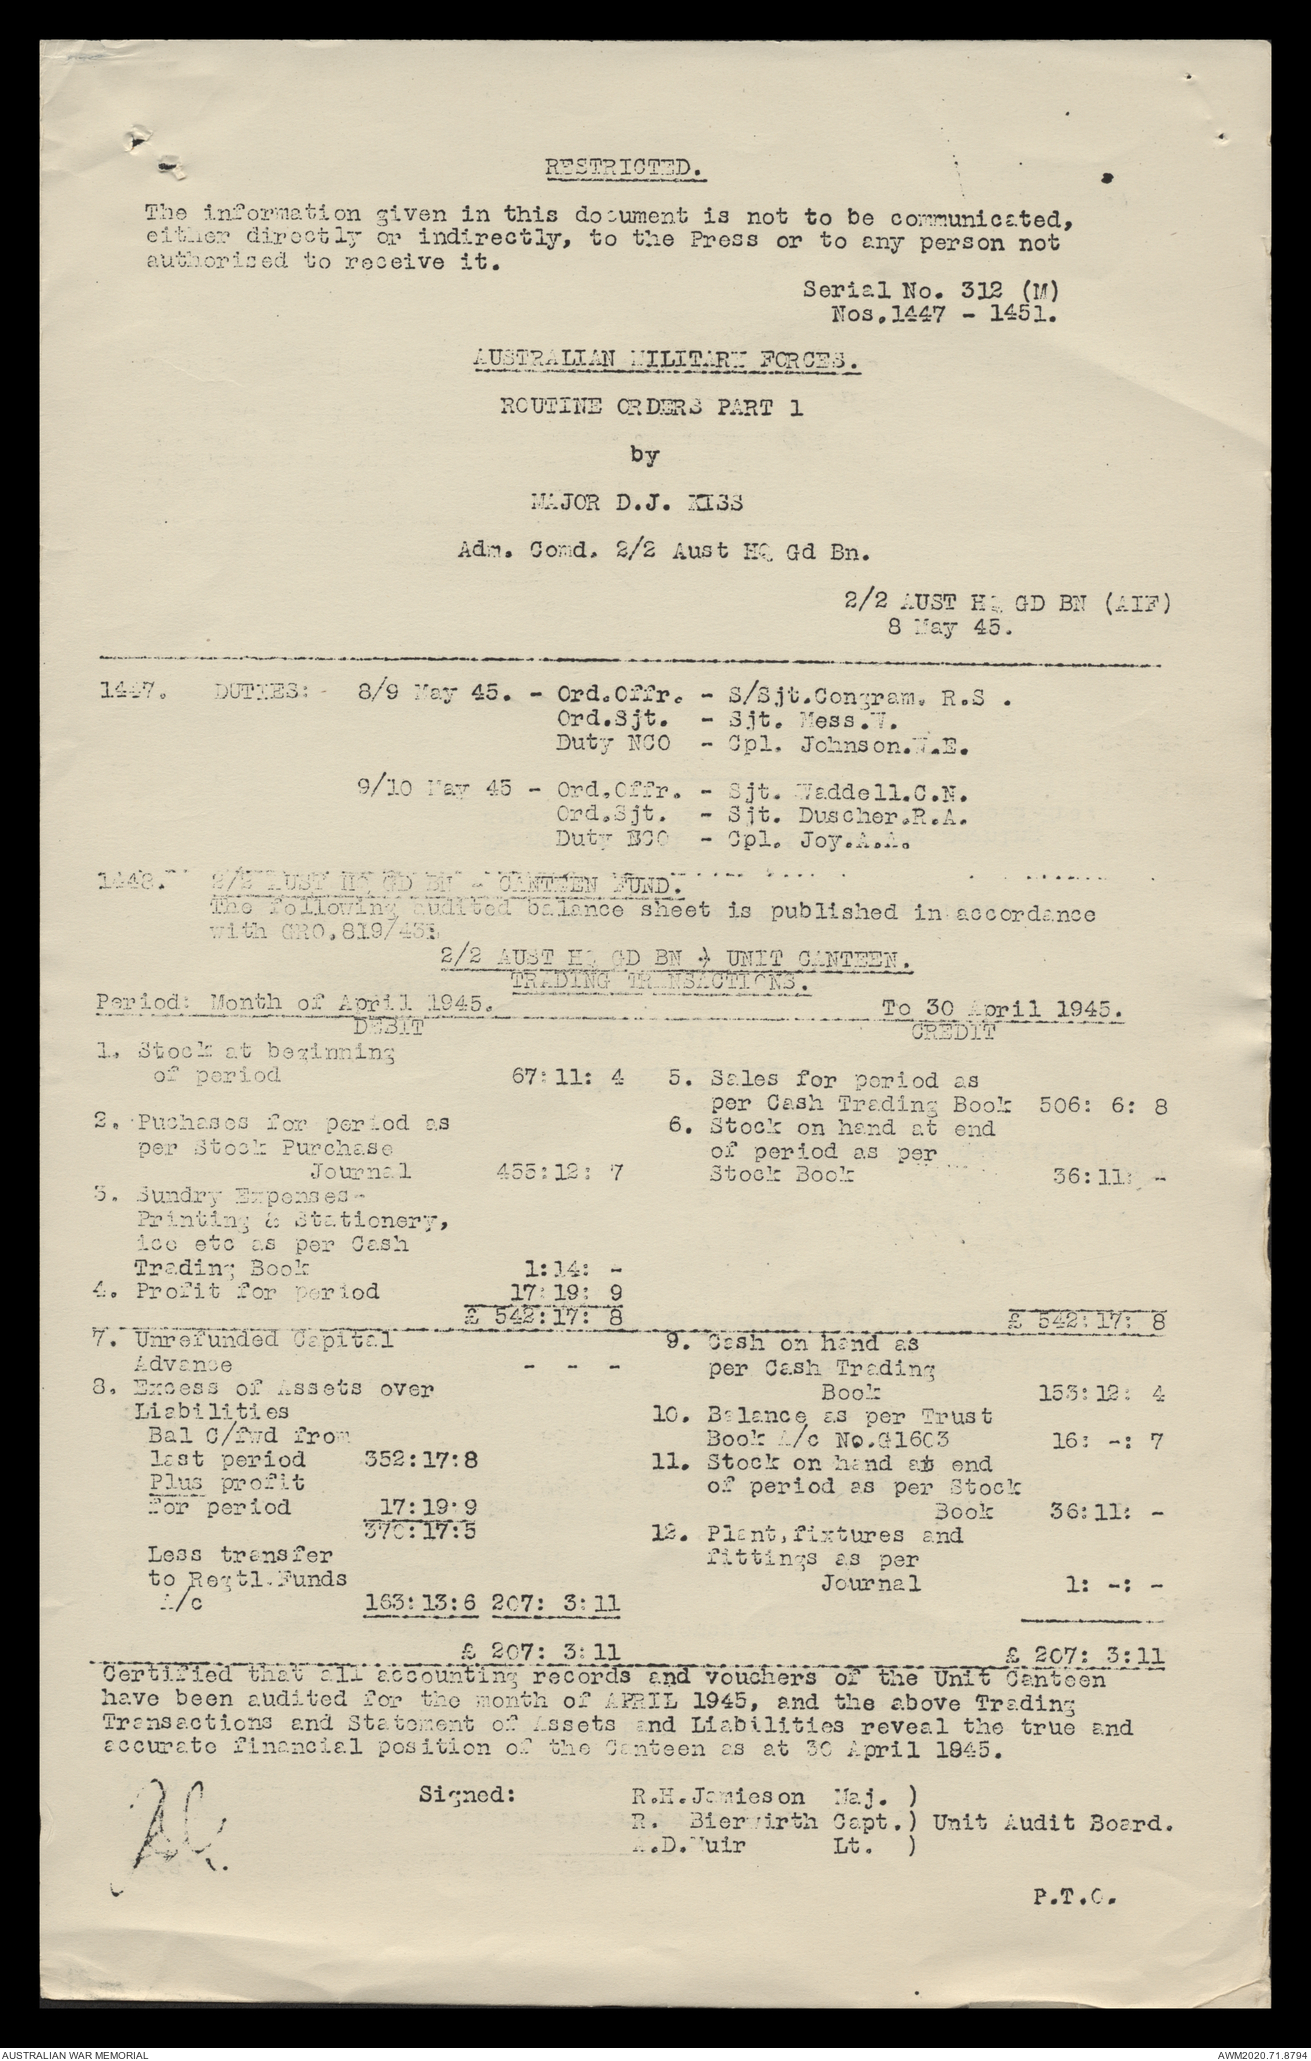 RESTRICTED.
The information given in this document is not to be communicated,
either directly or indirectly, to the Press or to any person not
authorised to receive it.
Serial No. 312 (M)
Nos.1447 - 1451.
AUSTRALIAN MILITARY FORCES.
ROUTINE ORDERS PART 1
by
MAJOR D.J. KISS
Adm. Comd. 2/2 Aust HQ Gd Bn.
2/2 AUST HQ GD BN (AIF)
8 May 45.
1447. DUTIES:- 8/9 May 45. - Ord.Offr. - S/Sjt.Congram. R.S .
Ord.Sjt. - Sjt. Mess.W.
Duty NCO - Cpl. Johnson.W.E.
9/10 May 45 - Ord.Offr. - Sjt. Waddell.C.N.
Ord.Sjt. - Sjt. Duscher.R.A.
Duty NCO - Cpl. Joy.A.A.
1448. 2/2 AUST HQ GD BN - CANTEEN FUND.
The following audited balance sheet is published in accordance
with GRO.819/43.
2/2 AUST HQ GD BN - UNIT CANTEEN.
TRADING TRANSACTIONS.
Period: Month of April 1945. To 30 April 1945.
DEBIT CREDIT
1. Stock at beginning
of period 67:11: 4 5. Sales for period as
per Cash Trading Book 506: 6: 8
2. Puchases for period as 6. Stock on hand at end
per Stock Purchase of period as per
Journal 455:12: 7 Stock Book 36:11: -
3. Sundry Expenses-
Printing & Stationery,
ice etc as per Cash
Trading Book 1:14: -
4. Profit for period 17:19: 9
£ 542:17: 8 £ 542:17: 8
7. Unrefunded Capital 9. Cash on hand as
Advance - - - per Cash Trading
8. Excess of Assets over Book 153:12: 4
Liabilities 10. Balance as per Trust
Bal C/fwd from Book A/c No.G1603 16: -: 7
last period 352:17:8 11. Stock on hand at end
Plus profit of period as per Stock
for period 17:19:9 Book 36:11: -
370:17:5 12. Plant,fixtures and
Less transfer fittings as per
to Regtl.Funds Journal 1: -: -
A/c 163:13:6 207: 3:11
£ 207: 3:11 £ 207: 3:11
Certified that all accounting records and vouchers of the Unit Canteen
have been audited for the month of APRIL 1945, and the above Trading
Transactions and Statement of Assets and Liabilities reveal the true and
accurate financial position of the Canteen as at 30 April 1945.
Signed: R.H.Jamieson Maj. )
R. Bierwirth Capt.) Unit Audit Board.
A.D.Muir Lt. )
P.T.O.
AUSTRALIAN WAR MEMORIAL AWM2020.71.8794